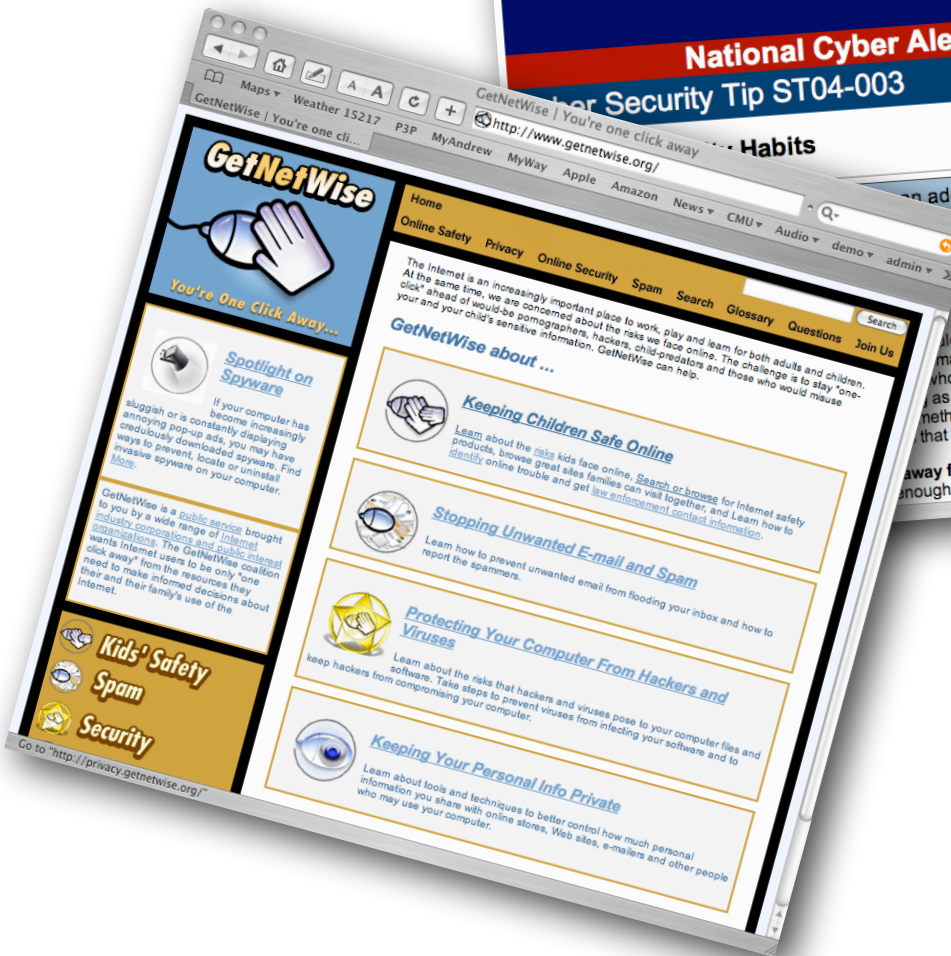 National Cyber
Security Tip ST04-003
Habits
GetNetWise | You're one click away
http://www.getnetwise.org/
Maps
Weather 15217
P3P
MyAndrew
MyWay
Apple
Amazon
News
CMU
Audio
demo
admin
GetNetWise | You're one cli...
GetNetWise
You're One Click Away...
Home
Online Safety
Privacy
Online Security
Spam
Search
Glossary
Questions
Join Us
Search
The Internet is an increasingly important place to work, play and learn for both adults and children.
At the same time, we are concerned about the risks we face online. The challenge is to stay "one-
click" ahead of would-be pornographers, hackers, child-predators and those who would misuse
your and your child's sensitive information. GetNetWise can help.
GetNetWise about ...
Keeping Children Safe Online
Learn about the risks kids face online, Search or browse for Internet safety
products, browse great sites families can visit together, and Learn how to
identify online trouble and get law enforcement contact information.
Stopping Unwanted E-mail and Spam
Learn how to prevent unwanted email from flooding your inbox and how to
report the spammers.
Protecting Your Computer From Hackers and
Viruses
Learn about the risks that hackers and viruses pose to your computer files and
software. Take steps to prevent viruses from infecting your software and to
keep hackers from compromising your computer.
Keeping Your Personal Info Private
Learn about tools and techniques to better control how much personal
information you share with online stores, Web sites, e-mailers and other people
who may use your computer.
Spotlight on
Spyware
If your computer has
become increasingly
sluggish or is constantly displaying
annoying pop-up ads, you may have
credulously downloaded spyware. Find
ways to prevent, locate or uninstall
invasive spyware on your computer.
More.
GetNetWise is a public service brought
to you by a wide range of Internet
industry corporations and public interest
organizations. The GetNetWise coalition
wants Internet users to be only "one
click away" from the resources they
need to make informed decisions about
their and their family's use of the
Internet.
Kids' Safety
Spam
Security
Go to "http://privacy.getnetwise.org/"
as
that
away
enough